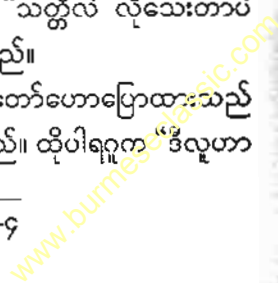 သတ္တိလ လိုသေးတာပ
ည်။
တော်ဟောပြောထားသည်
ည်။ ထိုပါရဂူက “ဒီလူဟာ
-၄
www.burmeseclassic.com